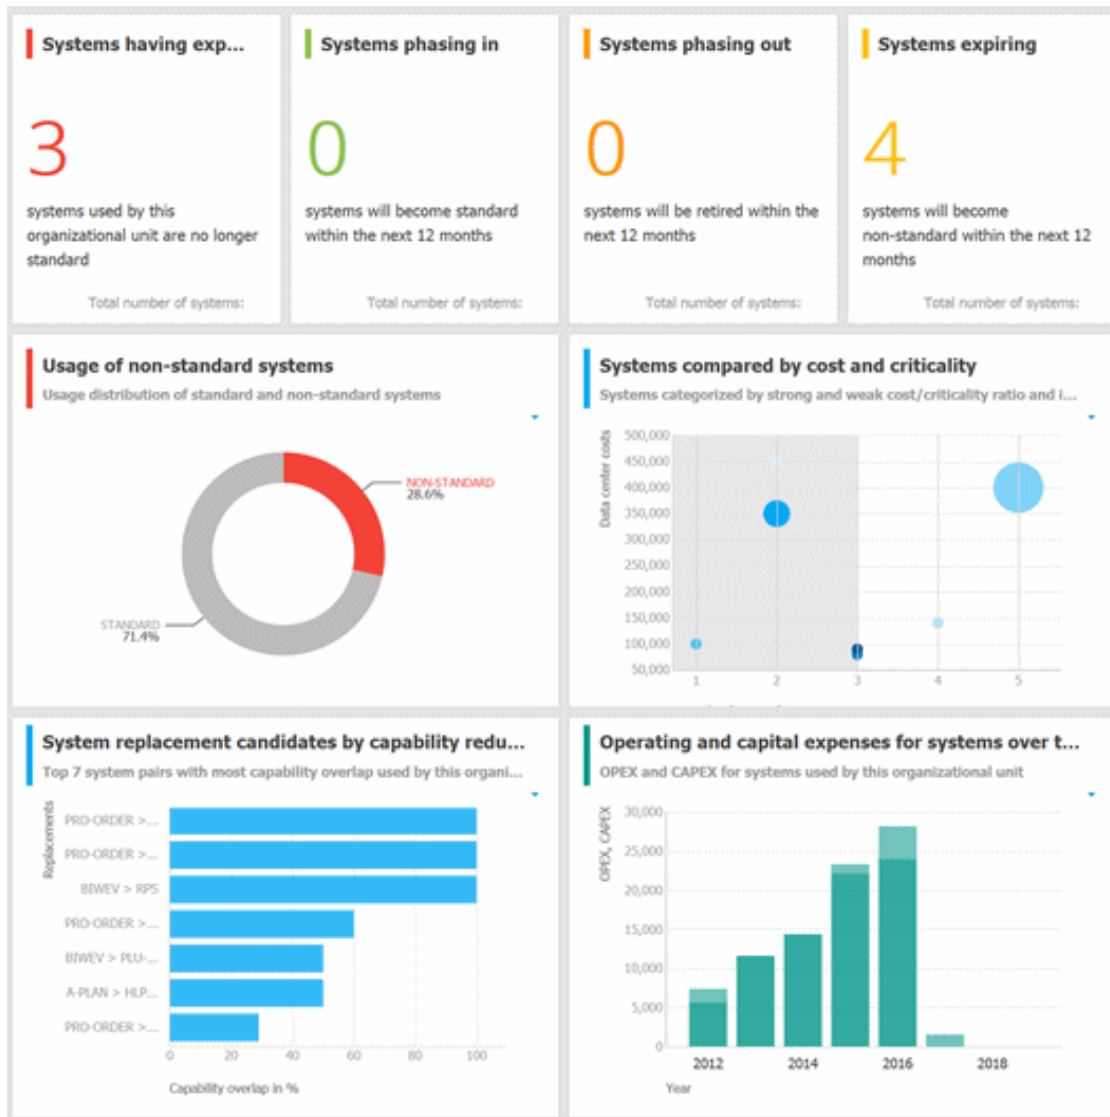 Systems having exp...
3
systems used by this
organizational unit are no longer
standard
Total number of systems:
Systems phasing in
0
systems will become standard
within the next 12 months
Total number of systems:
Systems phasing out
0
systems will be retired within the
next 12 months
Total number of systems:
Systems expiring
4
systems will become
non-standard within the next 12
months
Total number of systems:
Usage of non-standard systems
Usage distribution of standard and non-standard systems
NON-STANDARD
28.6%
STANDARD
71.4%
Systems compared by cost and criticality
Systems categorized by strong and weak cost/criticality ratio and i...
Data center costs
500,000
450,000
400,000
350,000
300,000
250,000
200,000
150,000
100,000
50,000
1 2 3 4 5
System replacement candidates by capability redu...
Top 7 system pairs with most capability overlap used by this organi...
Replacements
PRO-ORDER >...
PRO-ORDER >...
BIWEV > RPS
PRO-ORDER >...
BIWEV > PLU-...
A-PLAN > HLP...
PRO-ORDER >...
0 20 40 60 80 100
Capability overlap in %
Operating and capital expenses for systems over t...
OPEX and CAPEX for systems used by this organizational unit
OPEX, CAPEX
30,000
25,000
20,000
15,000
10,000
5,000
0
2012 2014 2016 2018
Year